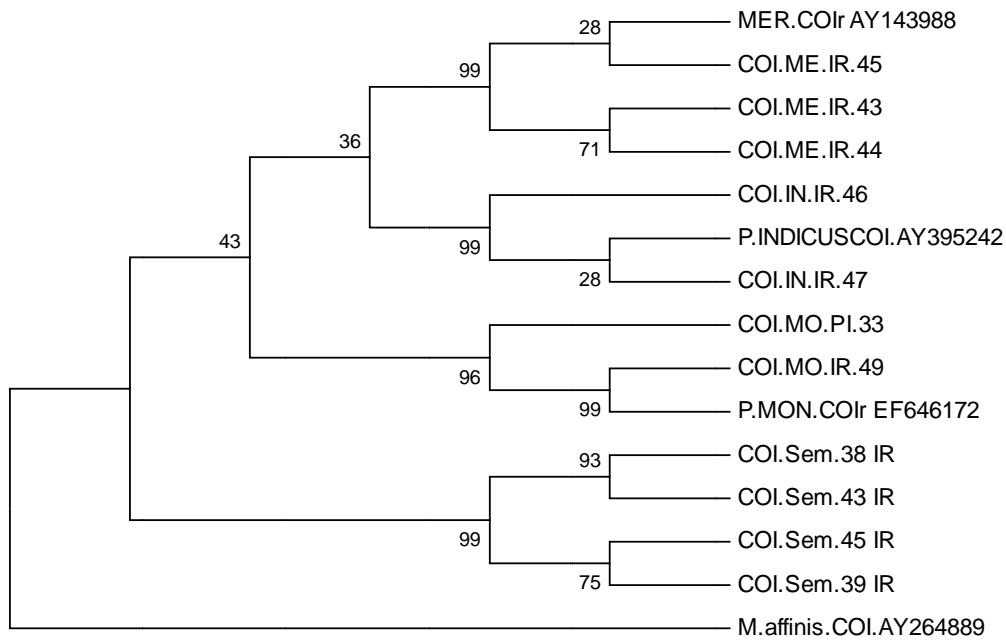 MER.COIr AY143988
28
COI.ME.IR.45
99
COI.ME.IR.43
71
COI.ME.IR.44
36
COI.IN.IR.46
99
P.INDICUSCOI.AY395242
28
COI.IN.IR.47
43
COI.MO.PI.33
96
COI.MO.IR.49
99
P.MON.COIr EF646172
93
COI.Sem.38 IR
COI.Sem.43 IR
99
COI.Sem.45 IR
75
COI.Sem.39 IR
M.affinis.COI.AY264889